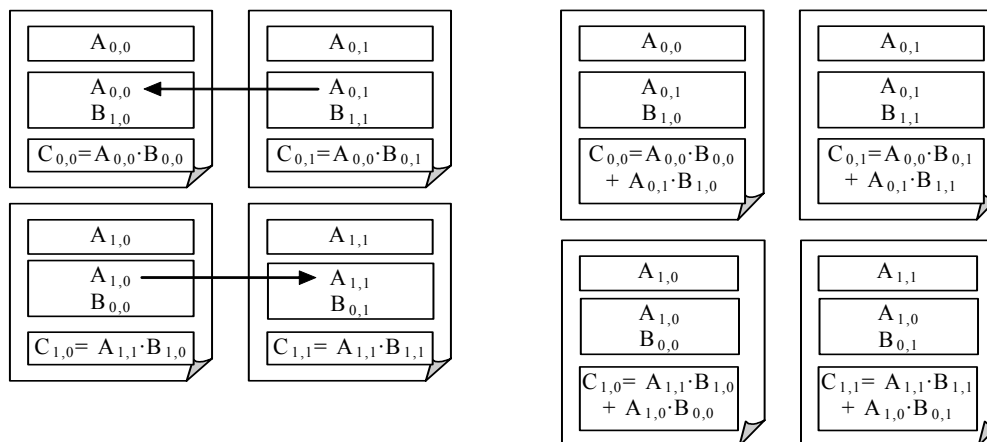 A0,0
A0,0
B1,0
C0,0=A0,0·B0,0
A0,1
A0,1
B1,1
C0,1=A0,0·B0,1
A1,0
A1,0
B0,0
C1,0= A1,1·B1,0
A1,1
A1,1
B0,1
C1,1= A1,1·B1,1
A0,0
A0,1
B1,0
C0,0=A0,0·B0,0
+ A0,1·B1,0
A0,1
A0,1
B1,1
C0,1=A0,0·B0,1
+ A0,1·B1,1
A1,0
A1,0
B0,0
C1,0= A1,1·B1,0
+ A1,0·B0,0
A1,1
A1,0
B0,1
C1,1= A1,1·B1,1
+ A1,0·B0,1